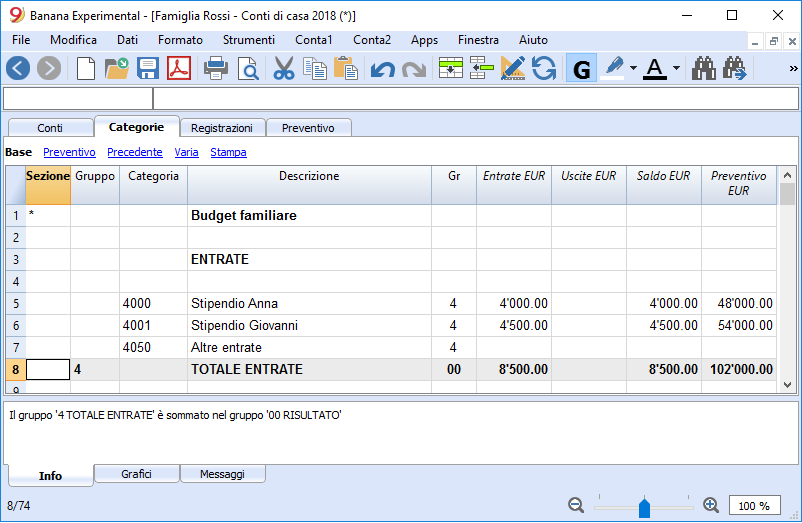 Banana Experimental - [Famiglia Rossi - Conti di casa 2018 (*)]
File Modifica Dati Formato Strumenti Conta1 Conta2 Apps Finestra Aiuto
G A »
Conti Categorie Registrazioni Preventivo
Base Preventivo Precedente Varia Stampa
Sezione Gruppo Categoria Descrizione Gr Entrate EUR Uscite EUR Saldo EUR Preventivo
EUR
1 * Budget familiare
2
3 ENTRATE
4
5 4000 Stipendio Anna 4 4'000.00 4'000.00 48'000.00
6 4001 Stipendio Giovanni 4 4'500.00 4'500.00 54'000.00
7 4050 Altre entrate 4
8 4 TOTALE ENTRATE 00 8'500.00 8'500.00 102'000.00
9
Il gruppo '4 TOTALE ENTRATE' è sommato nel gruppo '00 RISULTATO'
Info Grafici Messaggi
8/74 100 %